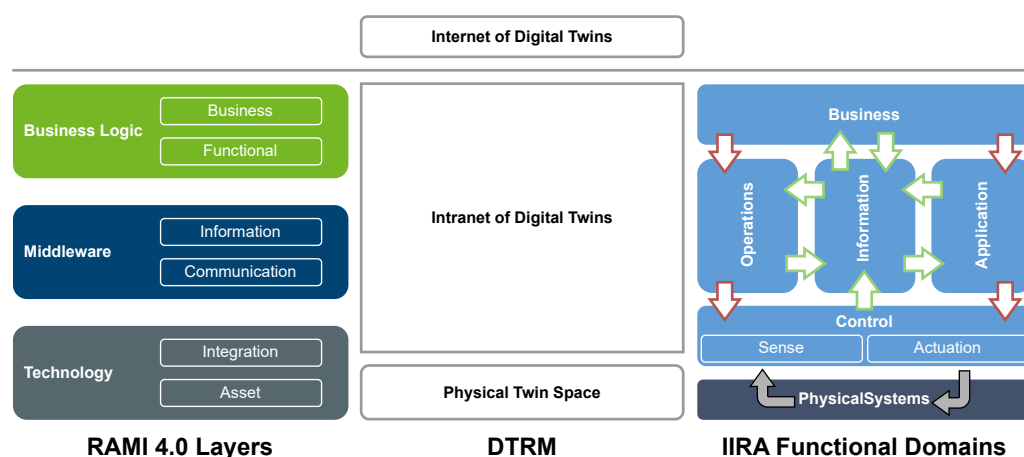 Internet of Digital Twins
Business Logic
Business
Functional
Middleware
Information
Communication
Technology
Integration
Asset
RAMI 4.0 Layers
Intranet of Digital Twins
Physical Twin Space
DTRM
Business
Operations
Information
Application
Control
Sense
Actuation
PhysicalSystems
IIRA Functional Domains